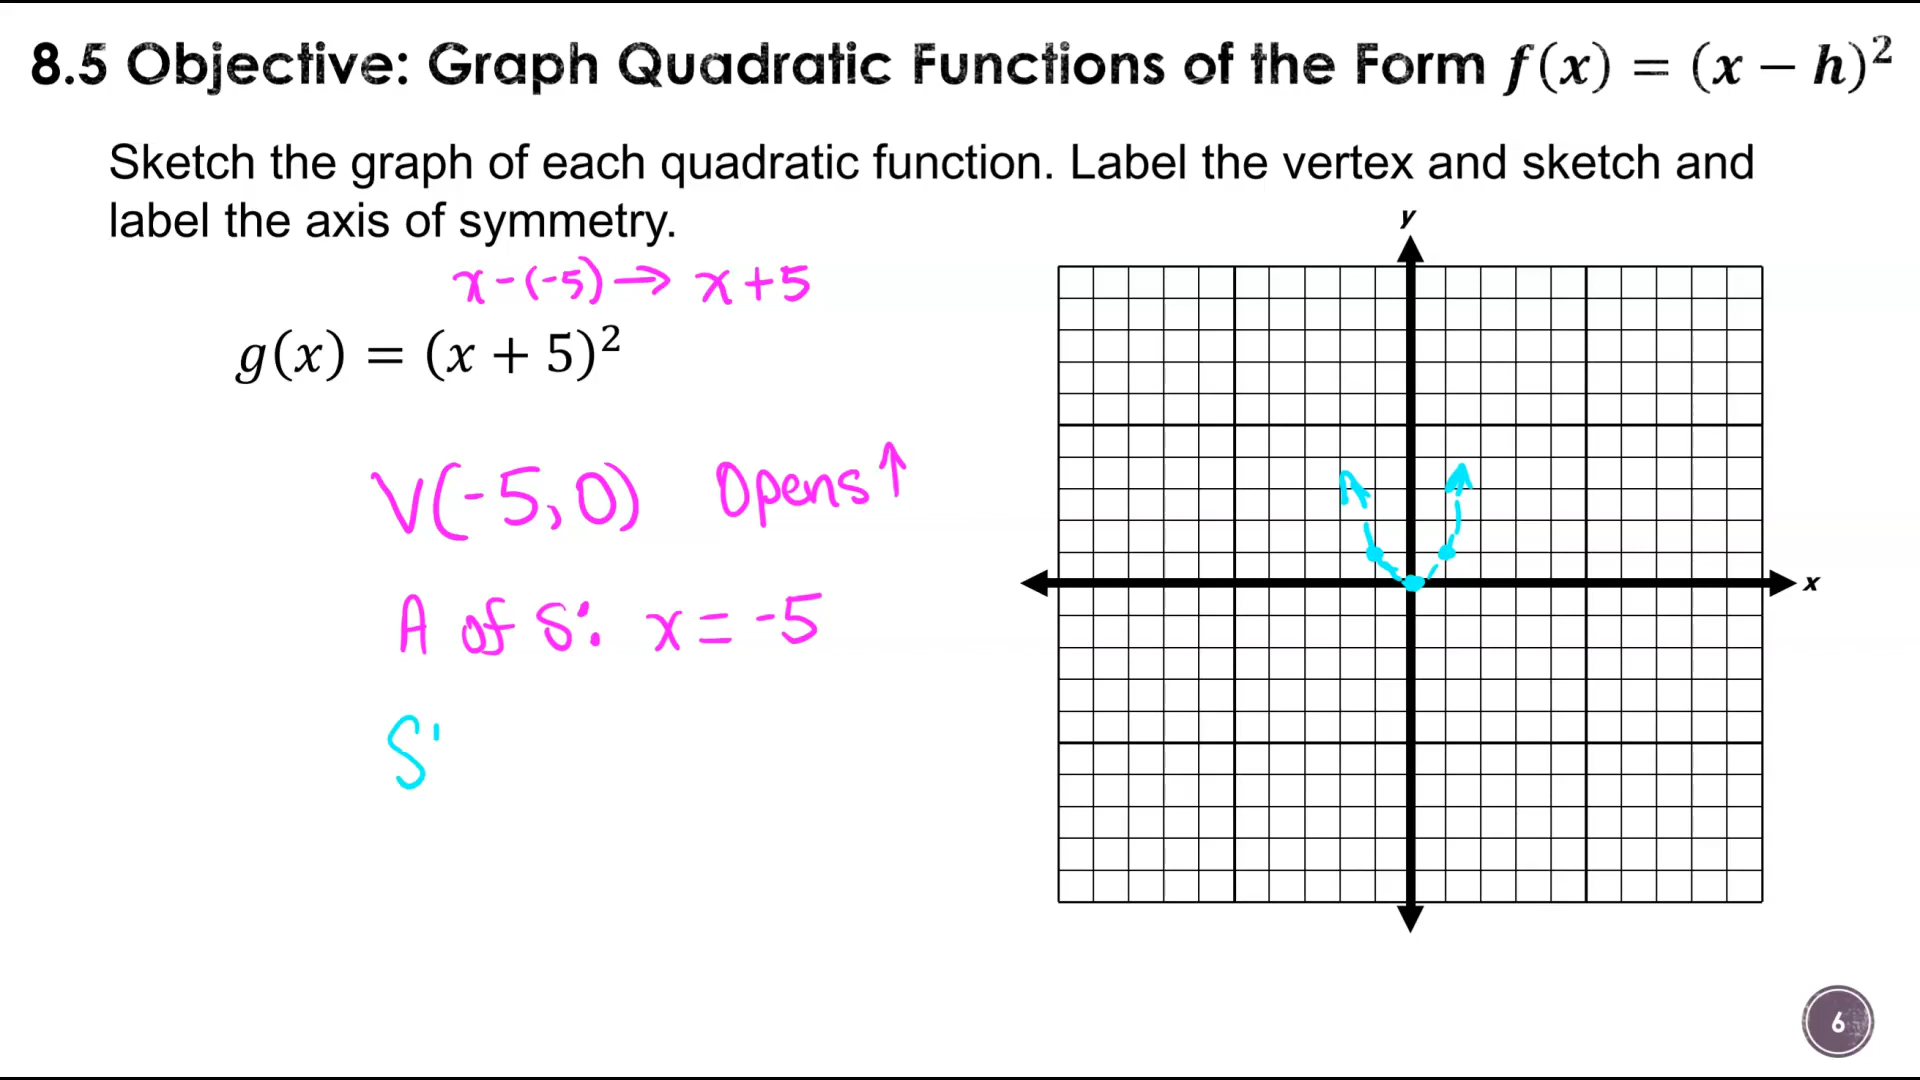 8.5 Objective: Graph Quadratic Functions of the Form f(x) = (x − h)²
Sketch the graph of each quadratic function. Label the vertex and sketch and
label the axis of symmetry.
y
x-(-5) → x+5
g(x) = (x + 5)²
V(-5,0) Opens ↑
x
A of S: x = -5
S'
6